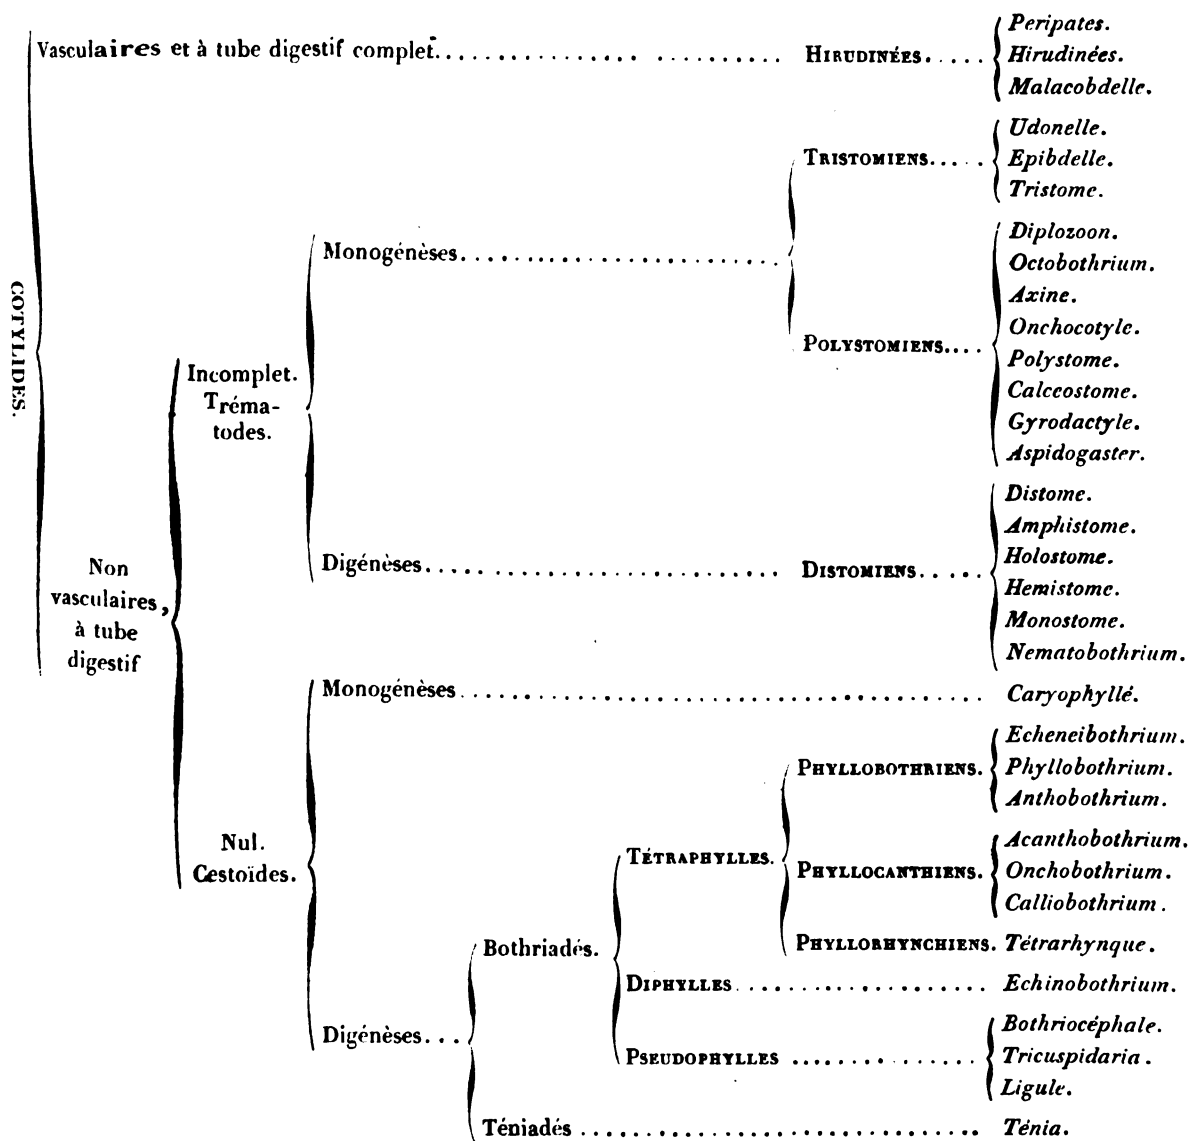 COTYLIDES.
Vasculaires et à tube digestif complet.................. .......... HIRUDINÉES.....
Peripates.
Hirudinées.
Malacobdelle.
Non
vasculaires,
à tube
digestif
Incomplet.
Tréma-
todes.
Monogénèses.........................
TRISTOMIENS.....
Udonelle.
Epibdelle.
Tristome.
POLYSTOMIENS....
Diplozoon.
Octobothrium.
Axine.
Onchocotyle.
Polystome.
Calceostome.
Gyrodactyle.
Aspidogaster.
Digénèses........................... DISTOMIENS.....
Distome.
Amphistome.
Holostome.
Hemistome.
Monostome.
Nematobothrium.
Nul.
Cestoïdes.
Monogénèses........................................ Caryophyllé.
Digénèses...
Bothriadés.
TÉTRAPHYLLES.
PHYLLOBOTHRIENS.
Echeneibothrium.
Phyllobothrium.
Anthobothrium.
PHYLLOCANTHIENS.
Acanthobothrium.
Onchobothrium.
Calliobothrium.
PHYLLORHYNCHIENS. Tétrarhynque.
DIPHYLLES................... Echinobothrium.
PSEUDOPHYLLES ..............
Bothriocéphale.
Tricuspidaria.
Ligule.
Téniadés .............................. Ténia.